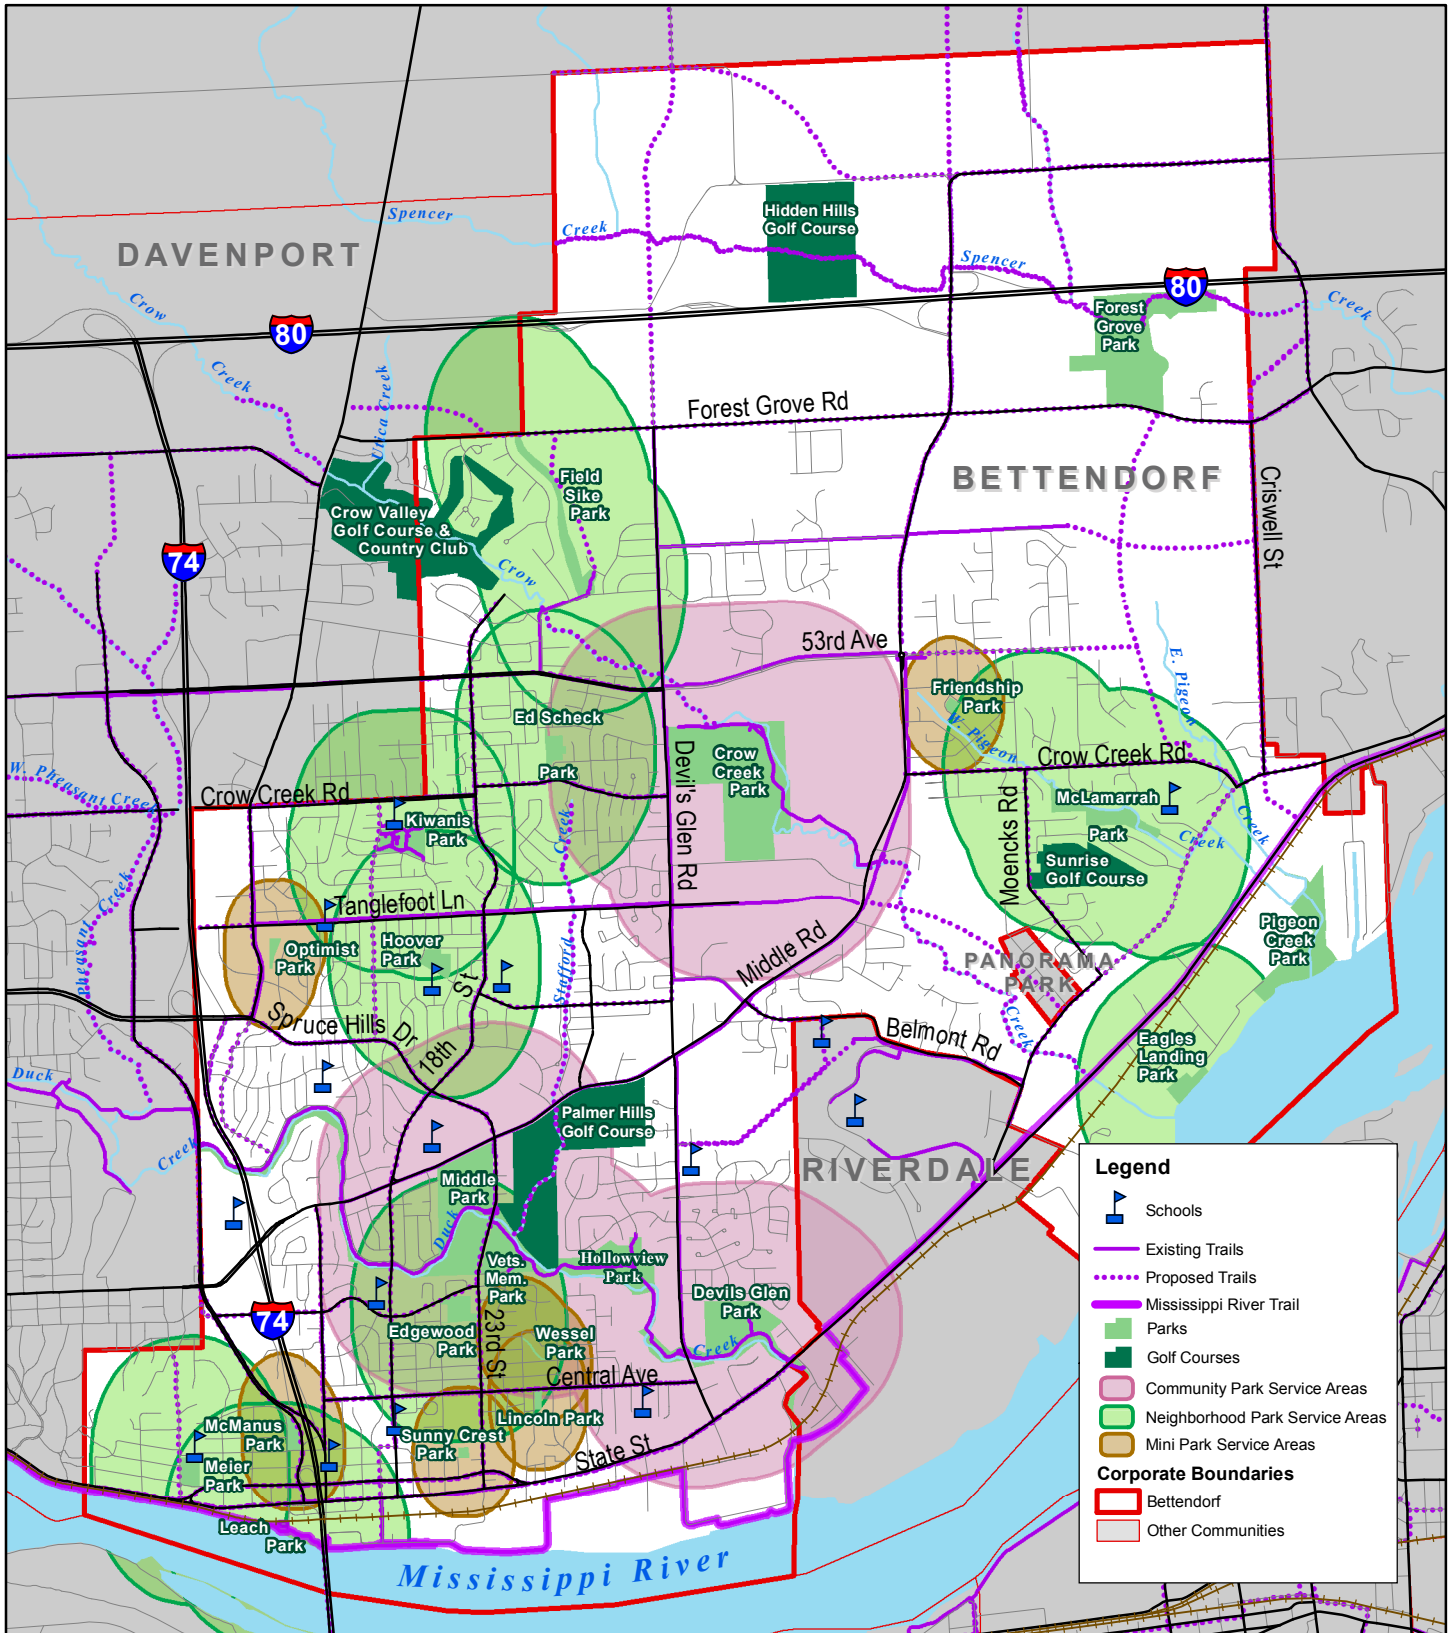 Hidden Hills
Golf Course
Spencer
Creek
DAVENPORT
Spencer
80
Creek
Crow
Forest
Grove
Park
80
Creek
Utica Creek
Forest Grove Rd
BETTENDORF
Field
Sike
Park
Criswell St
Crow Valley
Golf Course &
Country Club
Crow
74
53rd Ave
E. Pigeon
Friendship
Park
Ed Scheck
Park
W. Pigeon
Devil's Glen Rd
Crow
Creek
Park
Crow Creek Rd
W. Pheasant Creek
Crow Creek Rd
Moencks Rd
McLamarrah
Park
Creek
Creek
Kiwanis
Park
Creek
Sunrise
Golf Course
Pheasant
Creek
Tanglefoot Ln
Pigeon
Creek
Park
Optimist
Park
Hoover
Park
Middle Rd
PANORAMA
PARK
Stafford
St
18th
Spruce Hills
Dr
Belmont Rd
Creek
Eagles
Landing
Park
Duck
Creek
Palmer Hills
Golf Course
RIVERDALE
Middle
Park
Duck
Vets.
Mem.
Park
Hollowview
Park
Devils Glen
Park
74
Edgewood
Park
23rd St
Wessel
Park
Creek
Central Ave
McManus
Park
Lincoln Park
Sunny Crest
Park
State St
Meier
Park
Leach
Park
Mississippi River
Legend
Schools
Existing Trails
Proposed Trails
Mississippi River Trail
Parks
Golf Courses
Community Park Service Areas
Neighborhood Park Service Areas
Mini Park Service Areas
Corporate Boundaries
Bettendorf
Other Communities